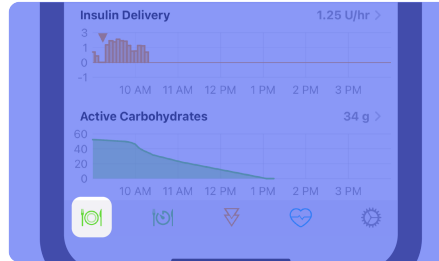 Insulin Delivery 1.25 U/hr >
3
1
0
-1
10 AM 11 AM 12 PM 1 PM 2 PM 3 PM
Active Carbohydrates 34 g >
60
40
20
0
10 AM 11 AM 12 PM 1 PM 2 PM 3 PM